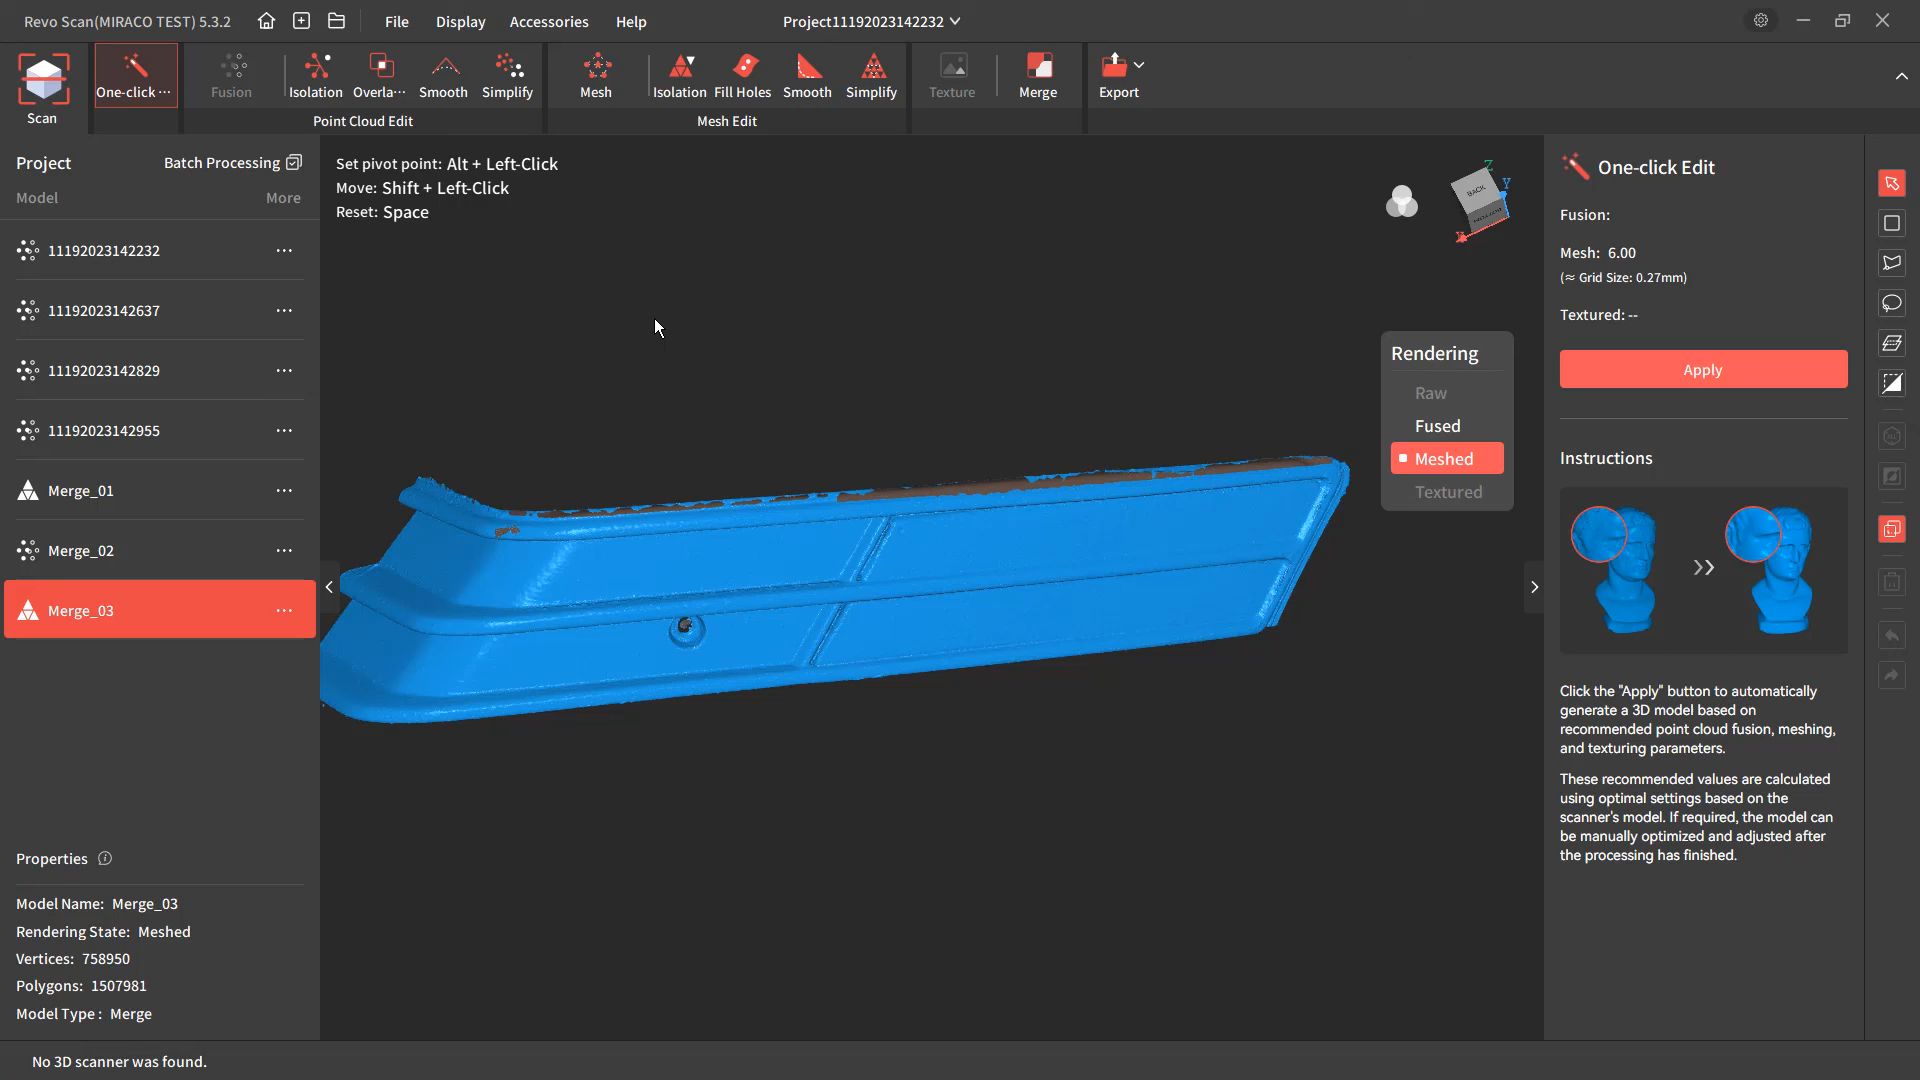 Revo Scan(MIRACO TEST) 5.3.2
File Display Accessories Help
Project11192023142232
Scan
One-click ···
Fusion
Isolation
Overla···
Smooth
Simplify
Point Cloud Edit
Mesh
Isolation
Fill Holes
Smooth
Simplify
Mesh Edit
Texture
Merge
Export
Project
Batch Processing
Model
More
11192023142232
11192023142637
11192023142829
11192023142955
Merge_01
Merge_02
Merge_03
Properties
Model Name: Merge_03
Rendering State: Meshed
Vertices: 758950
Polygons: 1507981
Model Type : Merge
Set pivot point: Alt + Left-Click
Move: Shift + Left-Click
Reset: Space
Z
Y
X
BACK
Rendering
Raw
Fused
Meshed
Textured
One-click Edit
Fusion:
Mesh: 6.00
(≈ Grid Size: 0.27mm)
Textured: --
Apply
Instructions
Click the "Apply" button to automatically
generate a 3D model based on
recommended point cloud fusion, meshing,
and texturing parameters.
These recommended values are calculated
using optimal settings based on the
scanner's model. If required, the model can
be manually optimized and adjusted after
the processing has finished.
No 3D scanner was found.